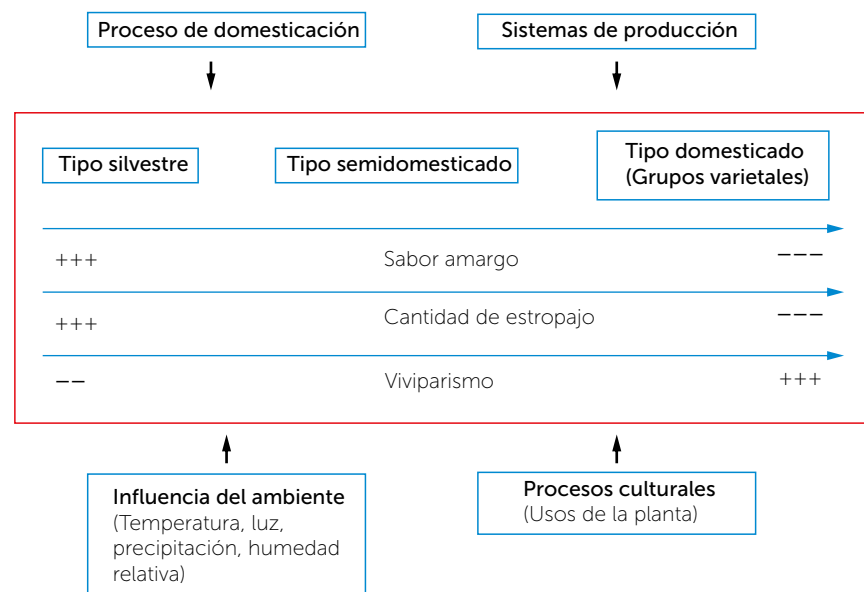 Proceso de domesticación
Sistemas de producción
Tipo silvestre
Tipo semidomesticado
Tipo domesticado
(Grupos varietales)
+++ Sabor amargo −−−
+++ Cantidad de estropajo −−−
−− Viviparismo +++
Influencia del ambiente
(Temperatura, luz,
precipitación, humedad
relativa)
Procesos culturales
(Usos de la planta)